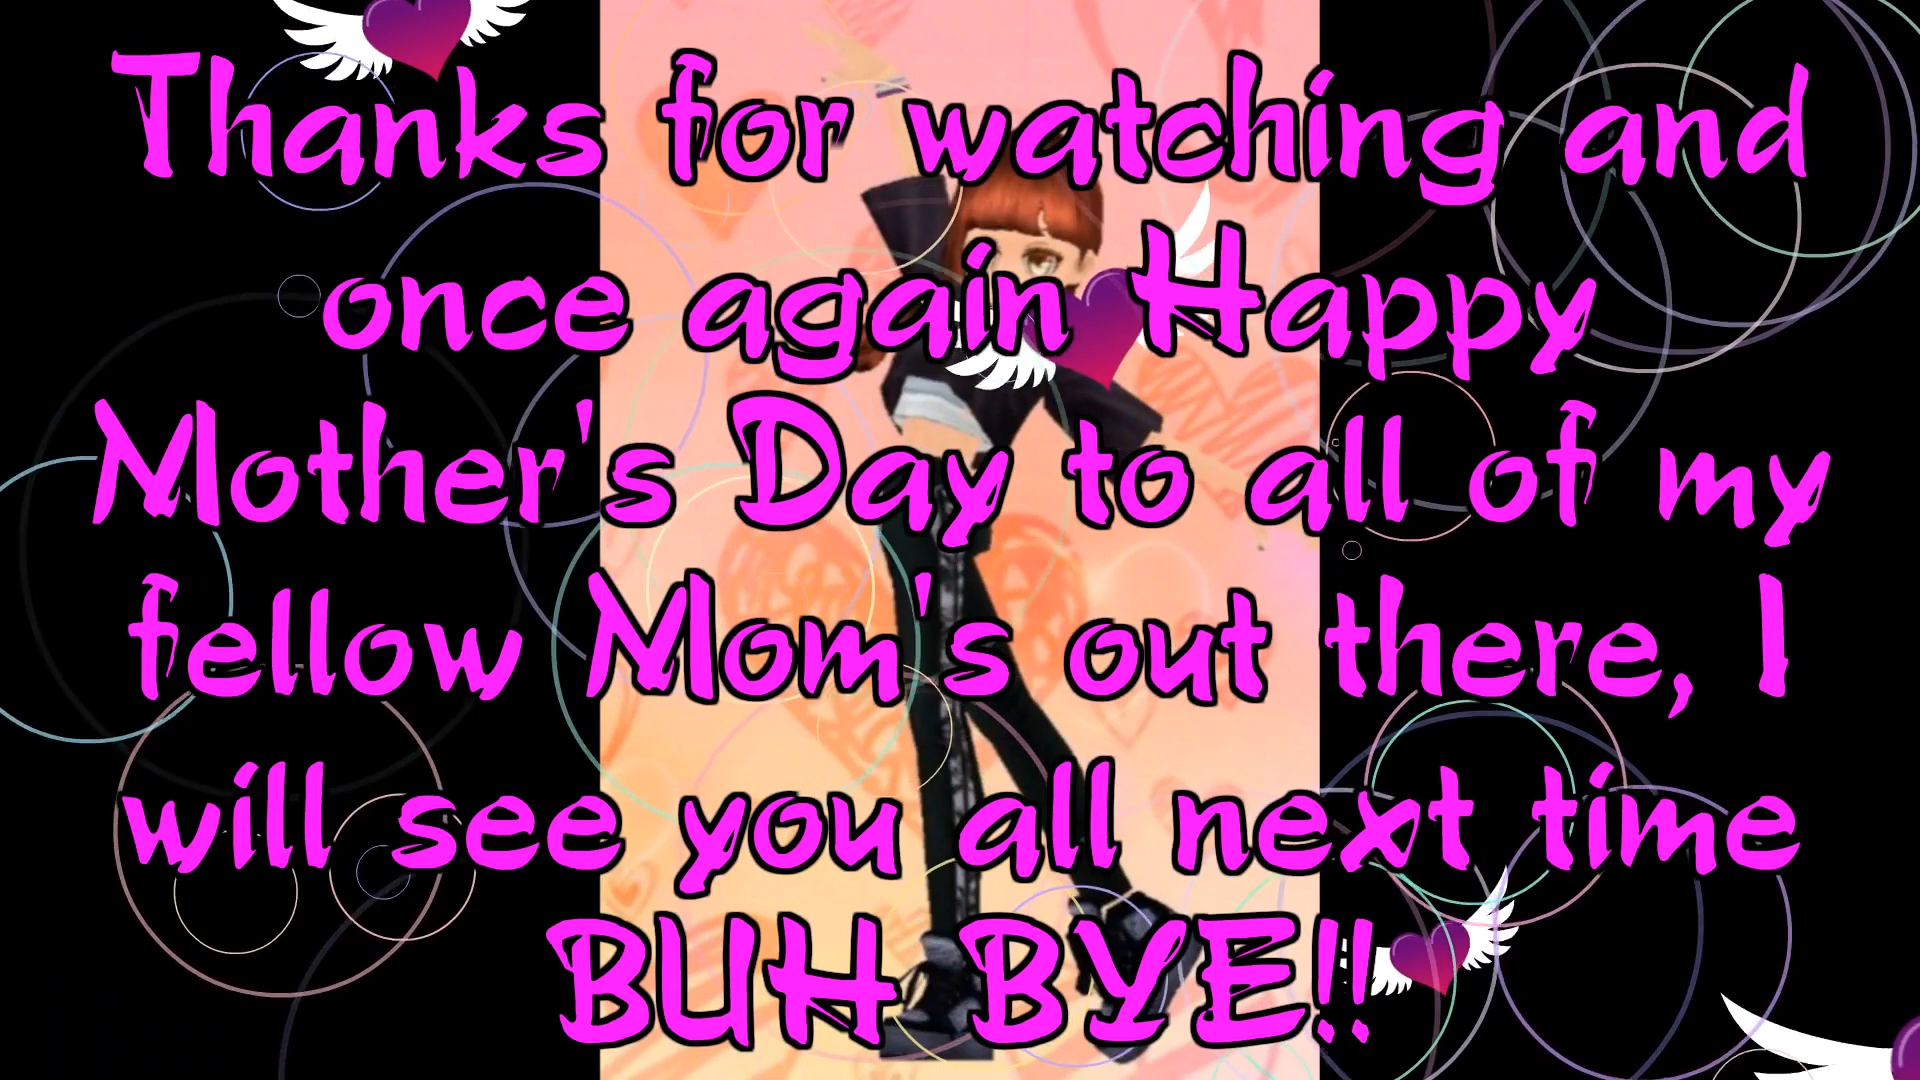 Thanks for watching and
once again Happy
Mother's Day to all of my
fellow Mom's out there, I
will see you all next time
BUH BYE!!